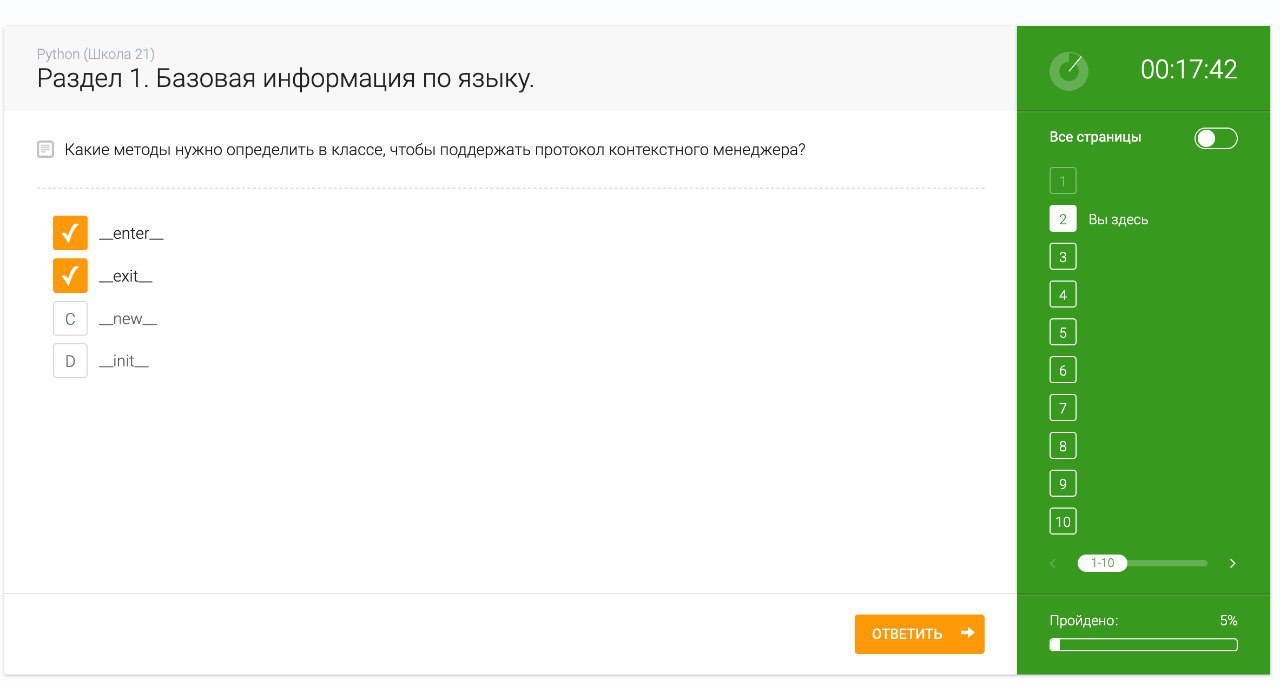 Python (Школа 21)
Раздел 1. Базовая информация по языку.
00:17:42
Какие методы нужно определить в классе, чтобы поддержать протокол контекстного менеджера?
__enter__
__exit__
C __new__
D __init__
ОТВЕТИТЬ
Все страницы
1
2 Вы здесь
3
4
5
6
7
8
9
10
1-10
Пройдено: 5%